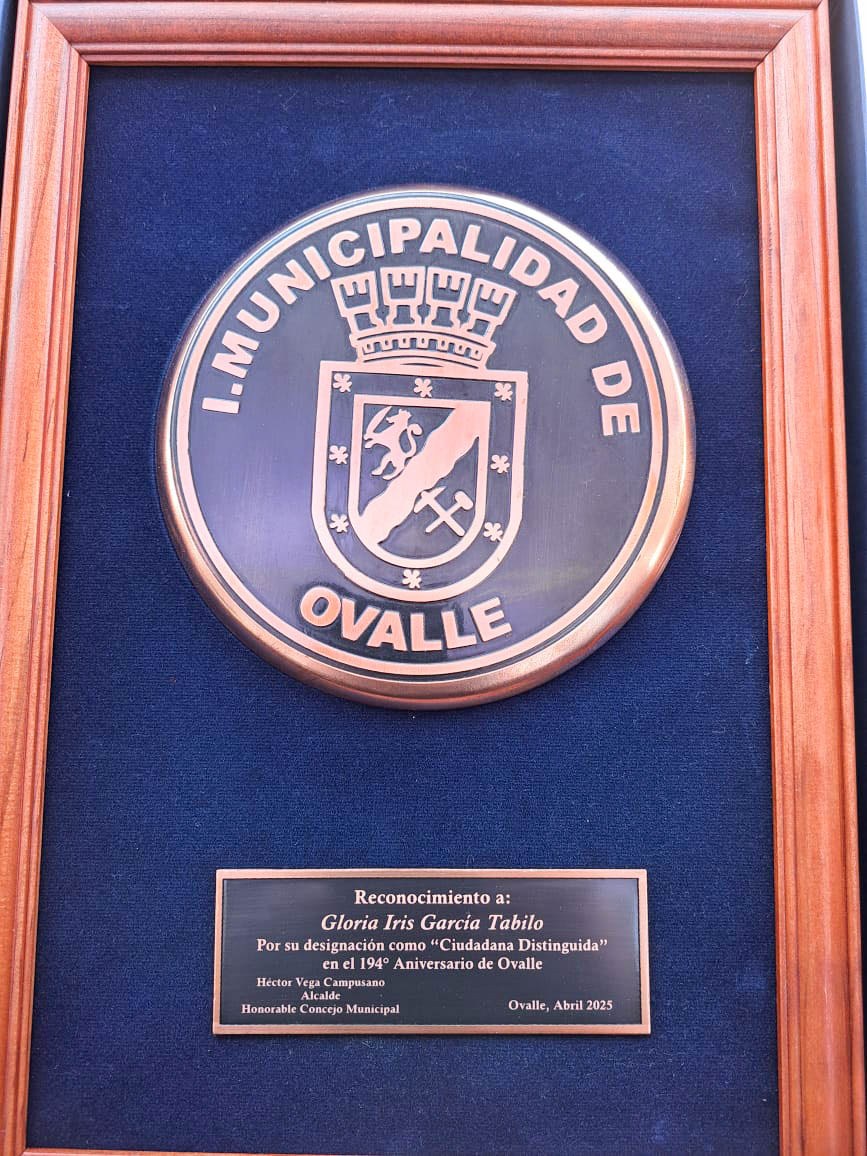 I.MUNICIPALIDAD DE
OVALLE
Reconocimiento a:
Gloria Iris García Tabilo
Por su designación como “Ciudadana Distinguida”
en el 194° Aniversario de Ovalle
Héctor Vega Campusano
Alcalde
Honorable Concejo Municipal
Ovalle, Abril 2025